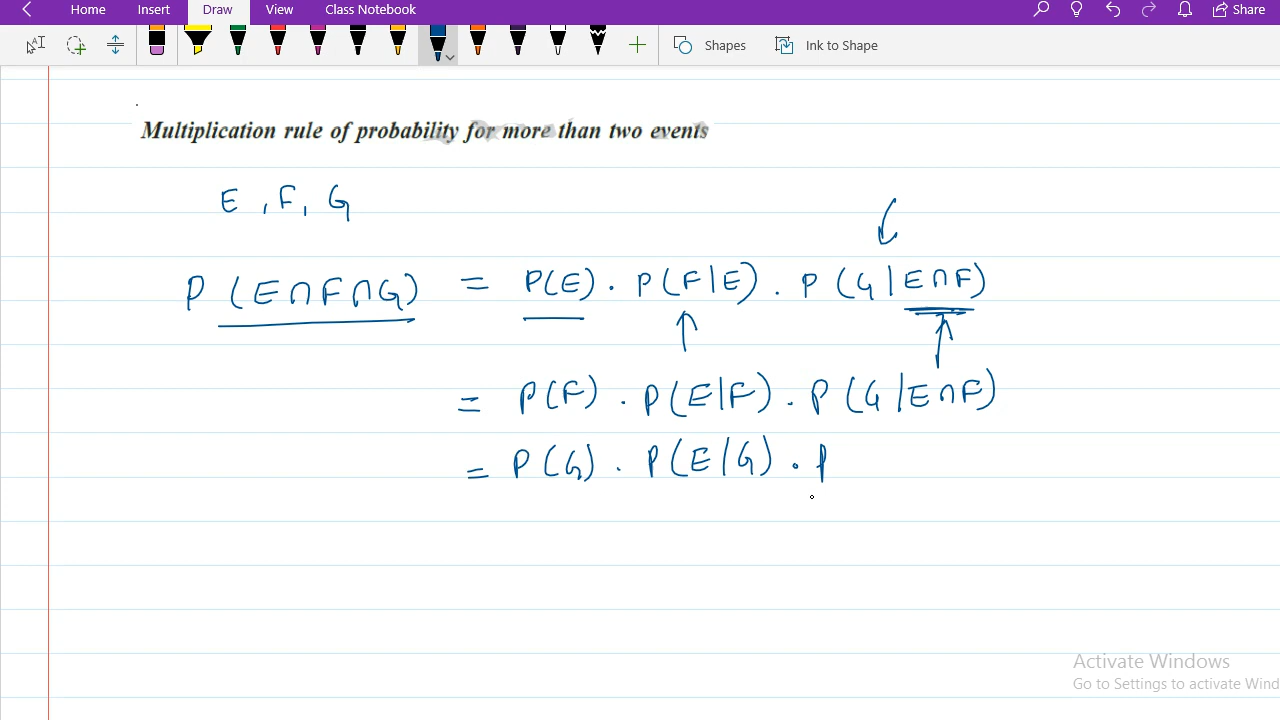 Home Insert Draw View Class Notebook Share
Shapes Ink to Shape
Multiplication rule of probability for more than two events
E , F, G
P (E∩F∩G) = P(E) . P(F|E) . P(G|E∩F)
= P(F) . P(E|F) . P(G|E∩F)
= P(G) . P(E|G) . P
Activate Windows
Go to Settings to activate Wind